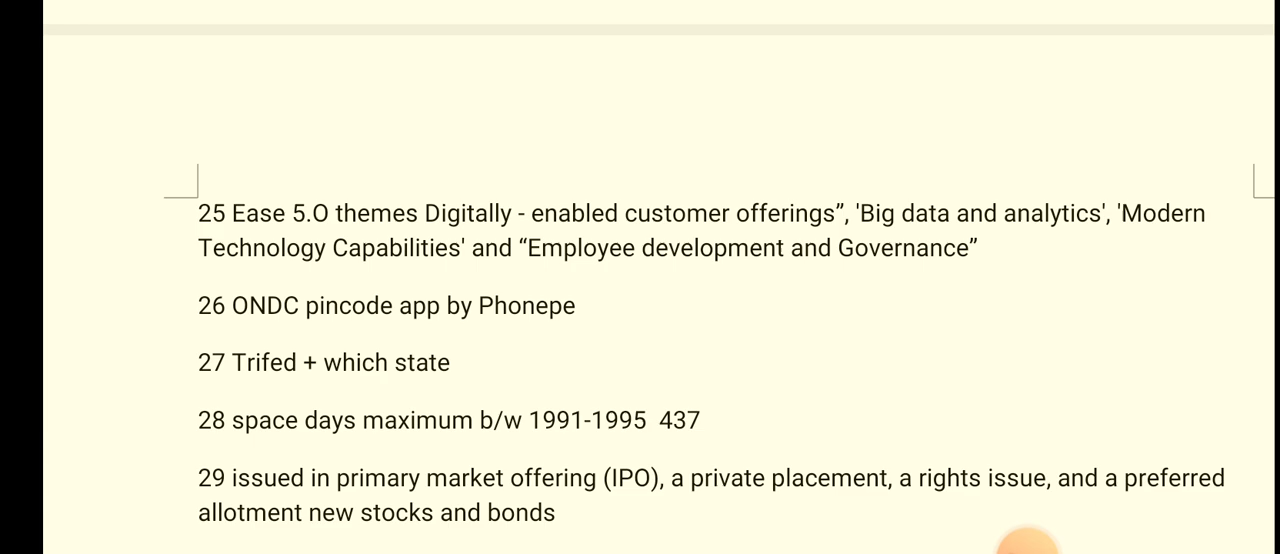 25 Ease 5.O themes Digitally - enabled customer offerings”, 'Big data and analytics', 'Modern
Technology Capabilities' and “Employee development and Governance”
26 ONDC pincode app by Phonepe
27 Trifed + which state
28 space days maximum b/w 1991-1995  437
29 issued in primary market offering (IPO), a private placement, a rights issue, and a preferred
allotment new stocks and bonds